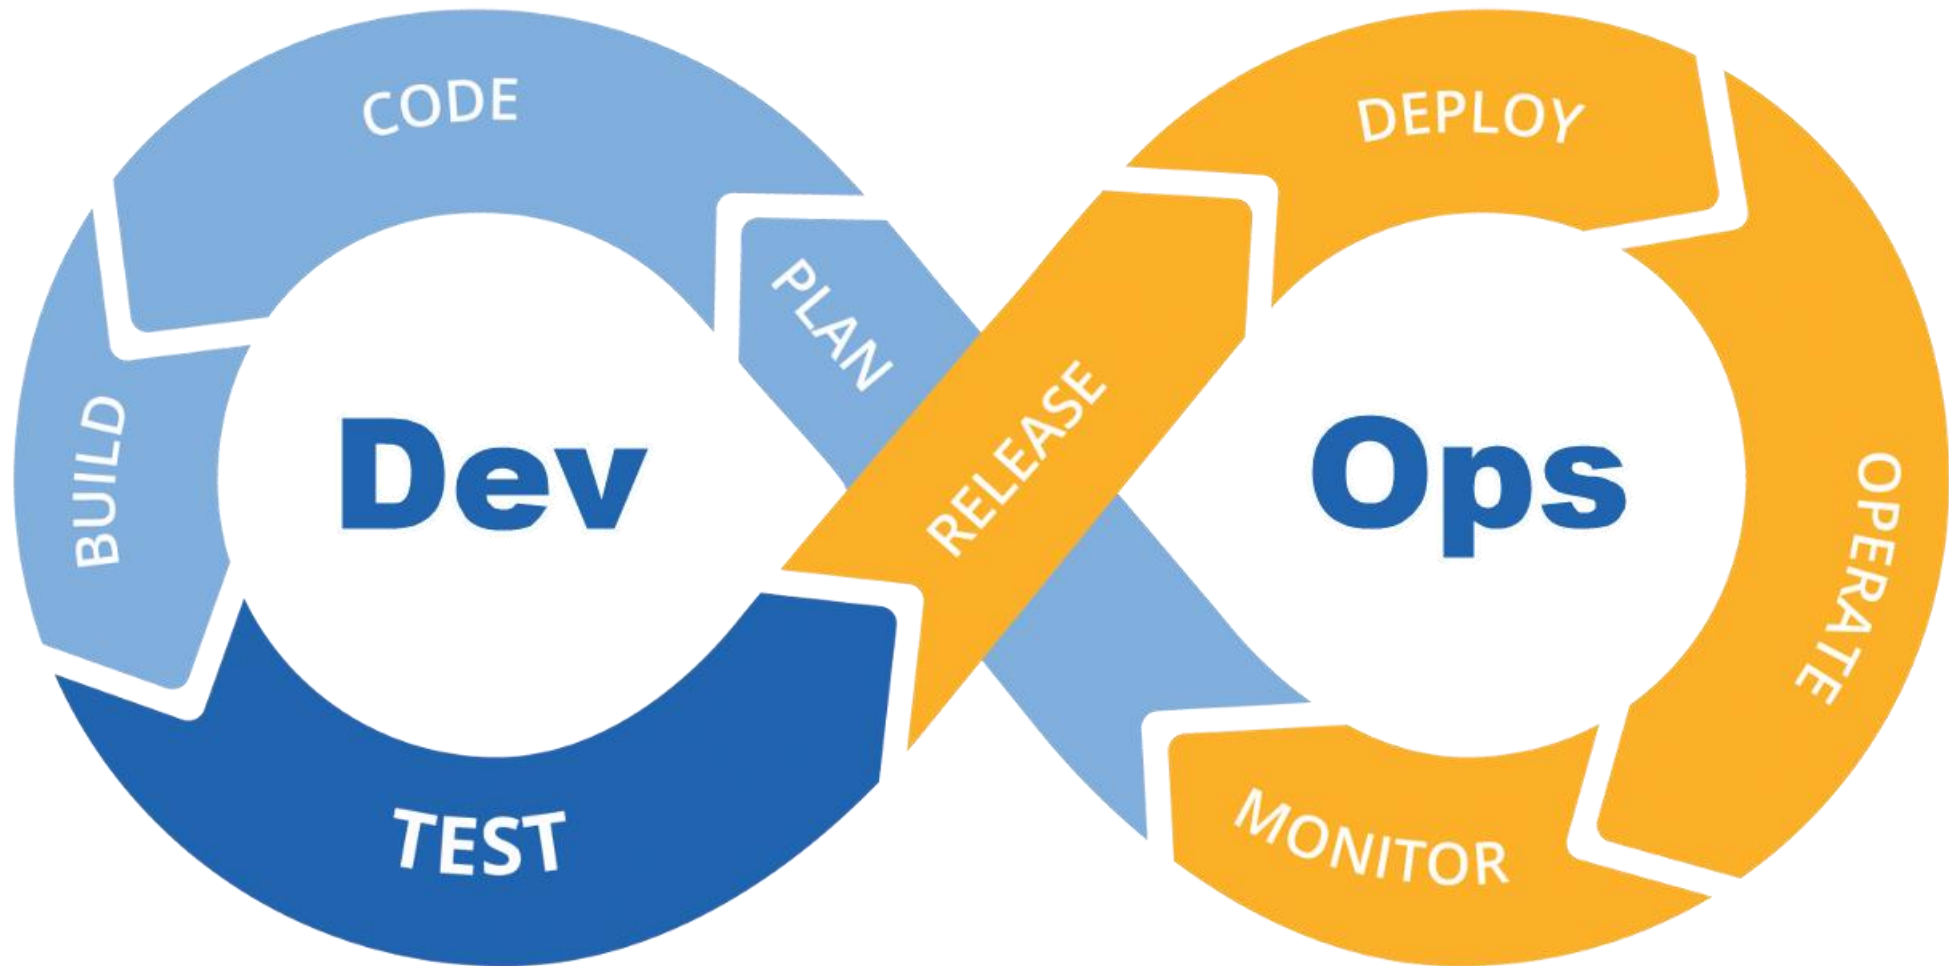 CODE
DEPLOY
PLAN
BUILD
Dev
RELEASE
Ops
OPERATE
TEST
MONITOR